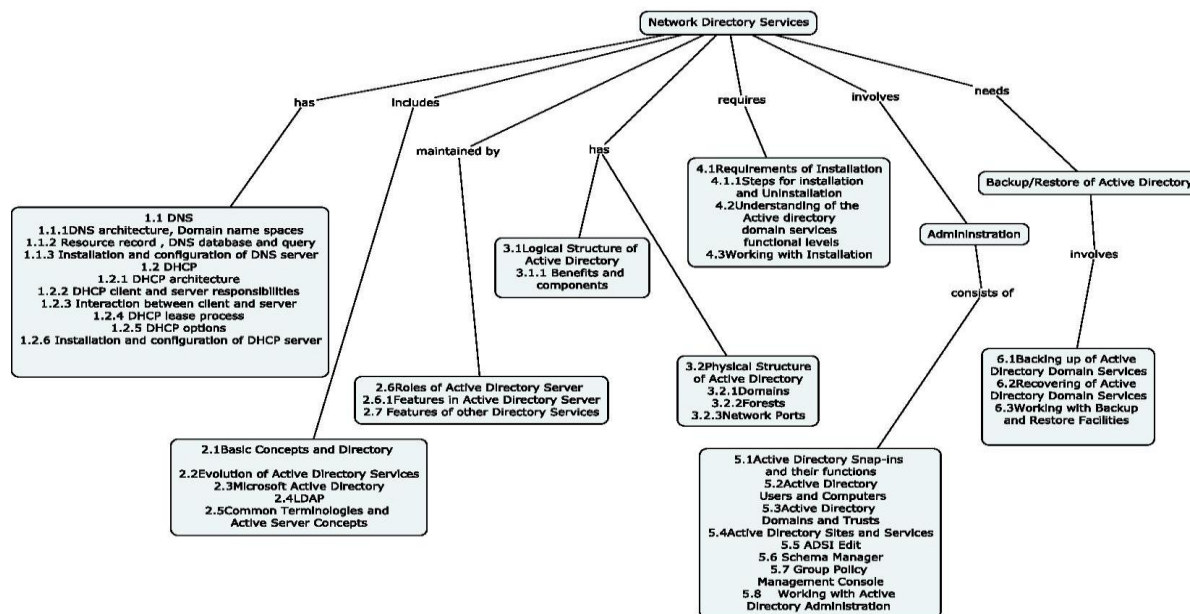 Network Directory Services
has
Includes
maintained by
has
requires
involves
needs
1.1 DNS
1.1.1DNS architecture, Domain name spaces
1.1.2 Resource record , DNS database and query
1.1.3 Installation and configuration of DNS server
1.2 DHCP
1.2.1 DHCP architecture
1.2.2 DHCP client and server responsibilities
1.2.3 Interaction between client and server
1.2.4 DHCP lease process
1.2.5 DHCP options
1.2.6 Installation and configuration of DHCP server
2.1Basic Concepts and Directory
2.2Evolution of Active Directory Services
2.3Microsoft Active Directory
2.4LDAP
2.5Common Terminologies and
Active Server Concepts
2.6Roles of Active Directory Server
2.6.1Features in Active Directory Server
2.7 Features of other Directory Services
3.1Logical Structure of
Active Directory
3.1.1 Benefits and
components
3.2Physical Structure
of Active Directory
3.2.1Domains
3.2.2Forests
3.2.3Network Ports
4.1Requirements of Installation
4.1.1Steps for installation
and Uninstallation
4.2Understanding of the
Active directory
domain services
functional levels
4.3Working with Installation
Admininstration
consists of
5.1Active Directory Snap-ins
and their functions
5.2Active Directory
Users and Computers
5.3Active Directory
Domains and Trusts
5.4Active Directory Sites and Services
5.5 ADSI Edit
5.6 Schema Manager
5.7 Group Policy
Management Console
5.8 Working with Active
Directory Administration
Backup/Restore of Active Directory
involves
6.1Backing up of Active
Directory Domain Services
6.2Recovering of Active
Directory Domain Services
6.3Working with Backup
and Restore Facilities